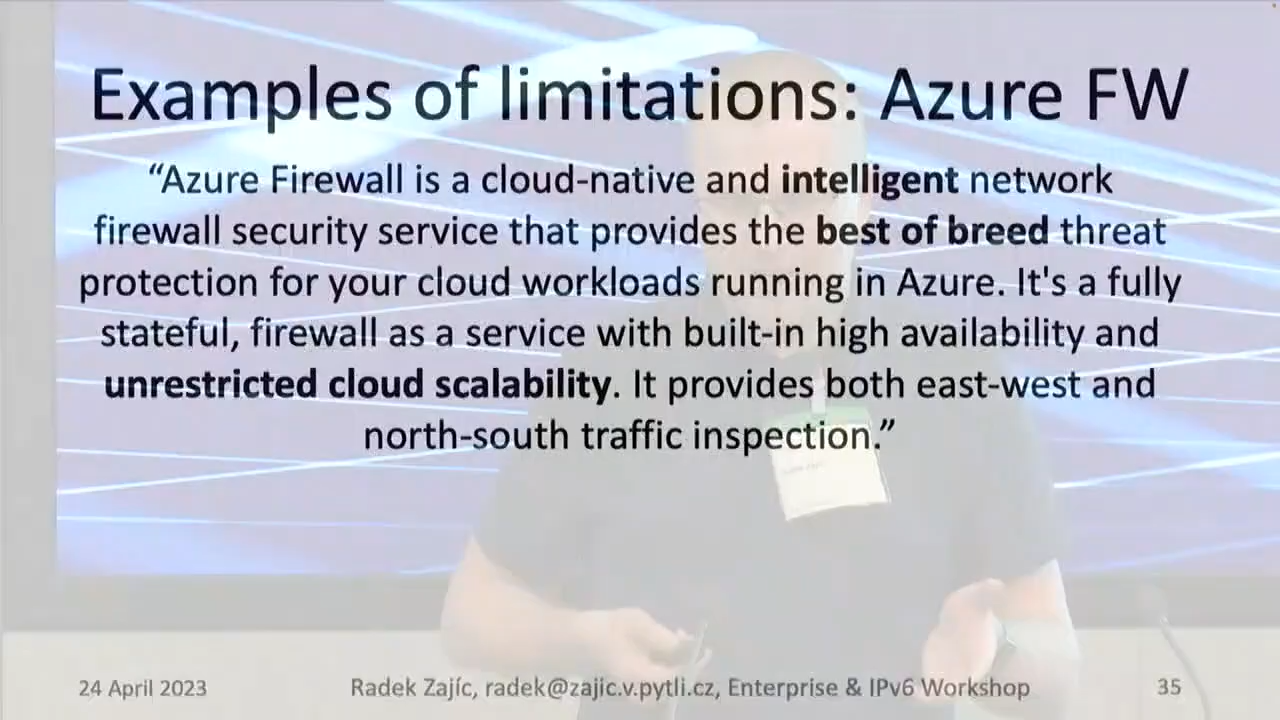 Examples of limitations: Azure FW
“Azure Firewall is a cloud-native and intelligent network
firewall security service that provides the best of breed threat
protection for your cloud workloads running in Azure. It's a fully
stateful, firewall as a service with built-in high availability and
unrestricted cloud scalability. It provides both east-west and
north-south traffic inspection.”
24 April 2023
Radek Zajíc, radek@zajic.v.pytli.cz, Enterprise & IPv6 Workshop
35